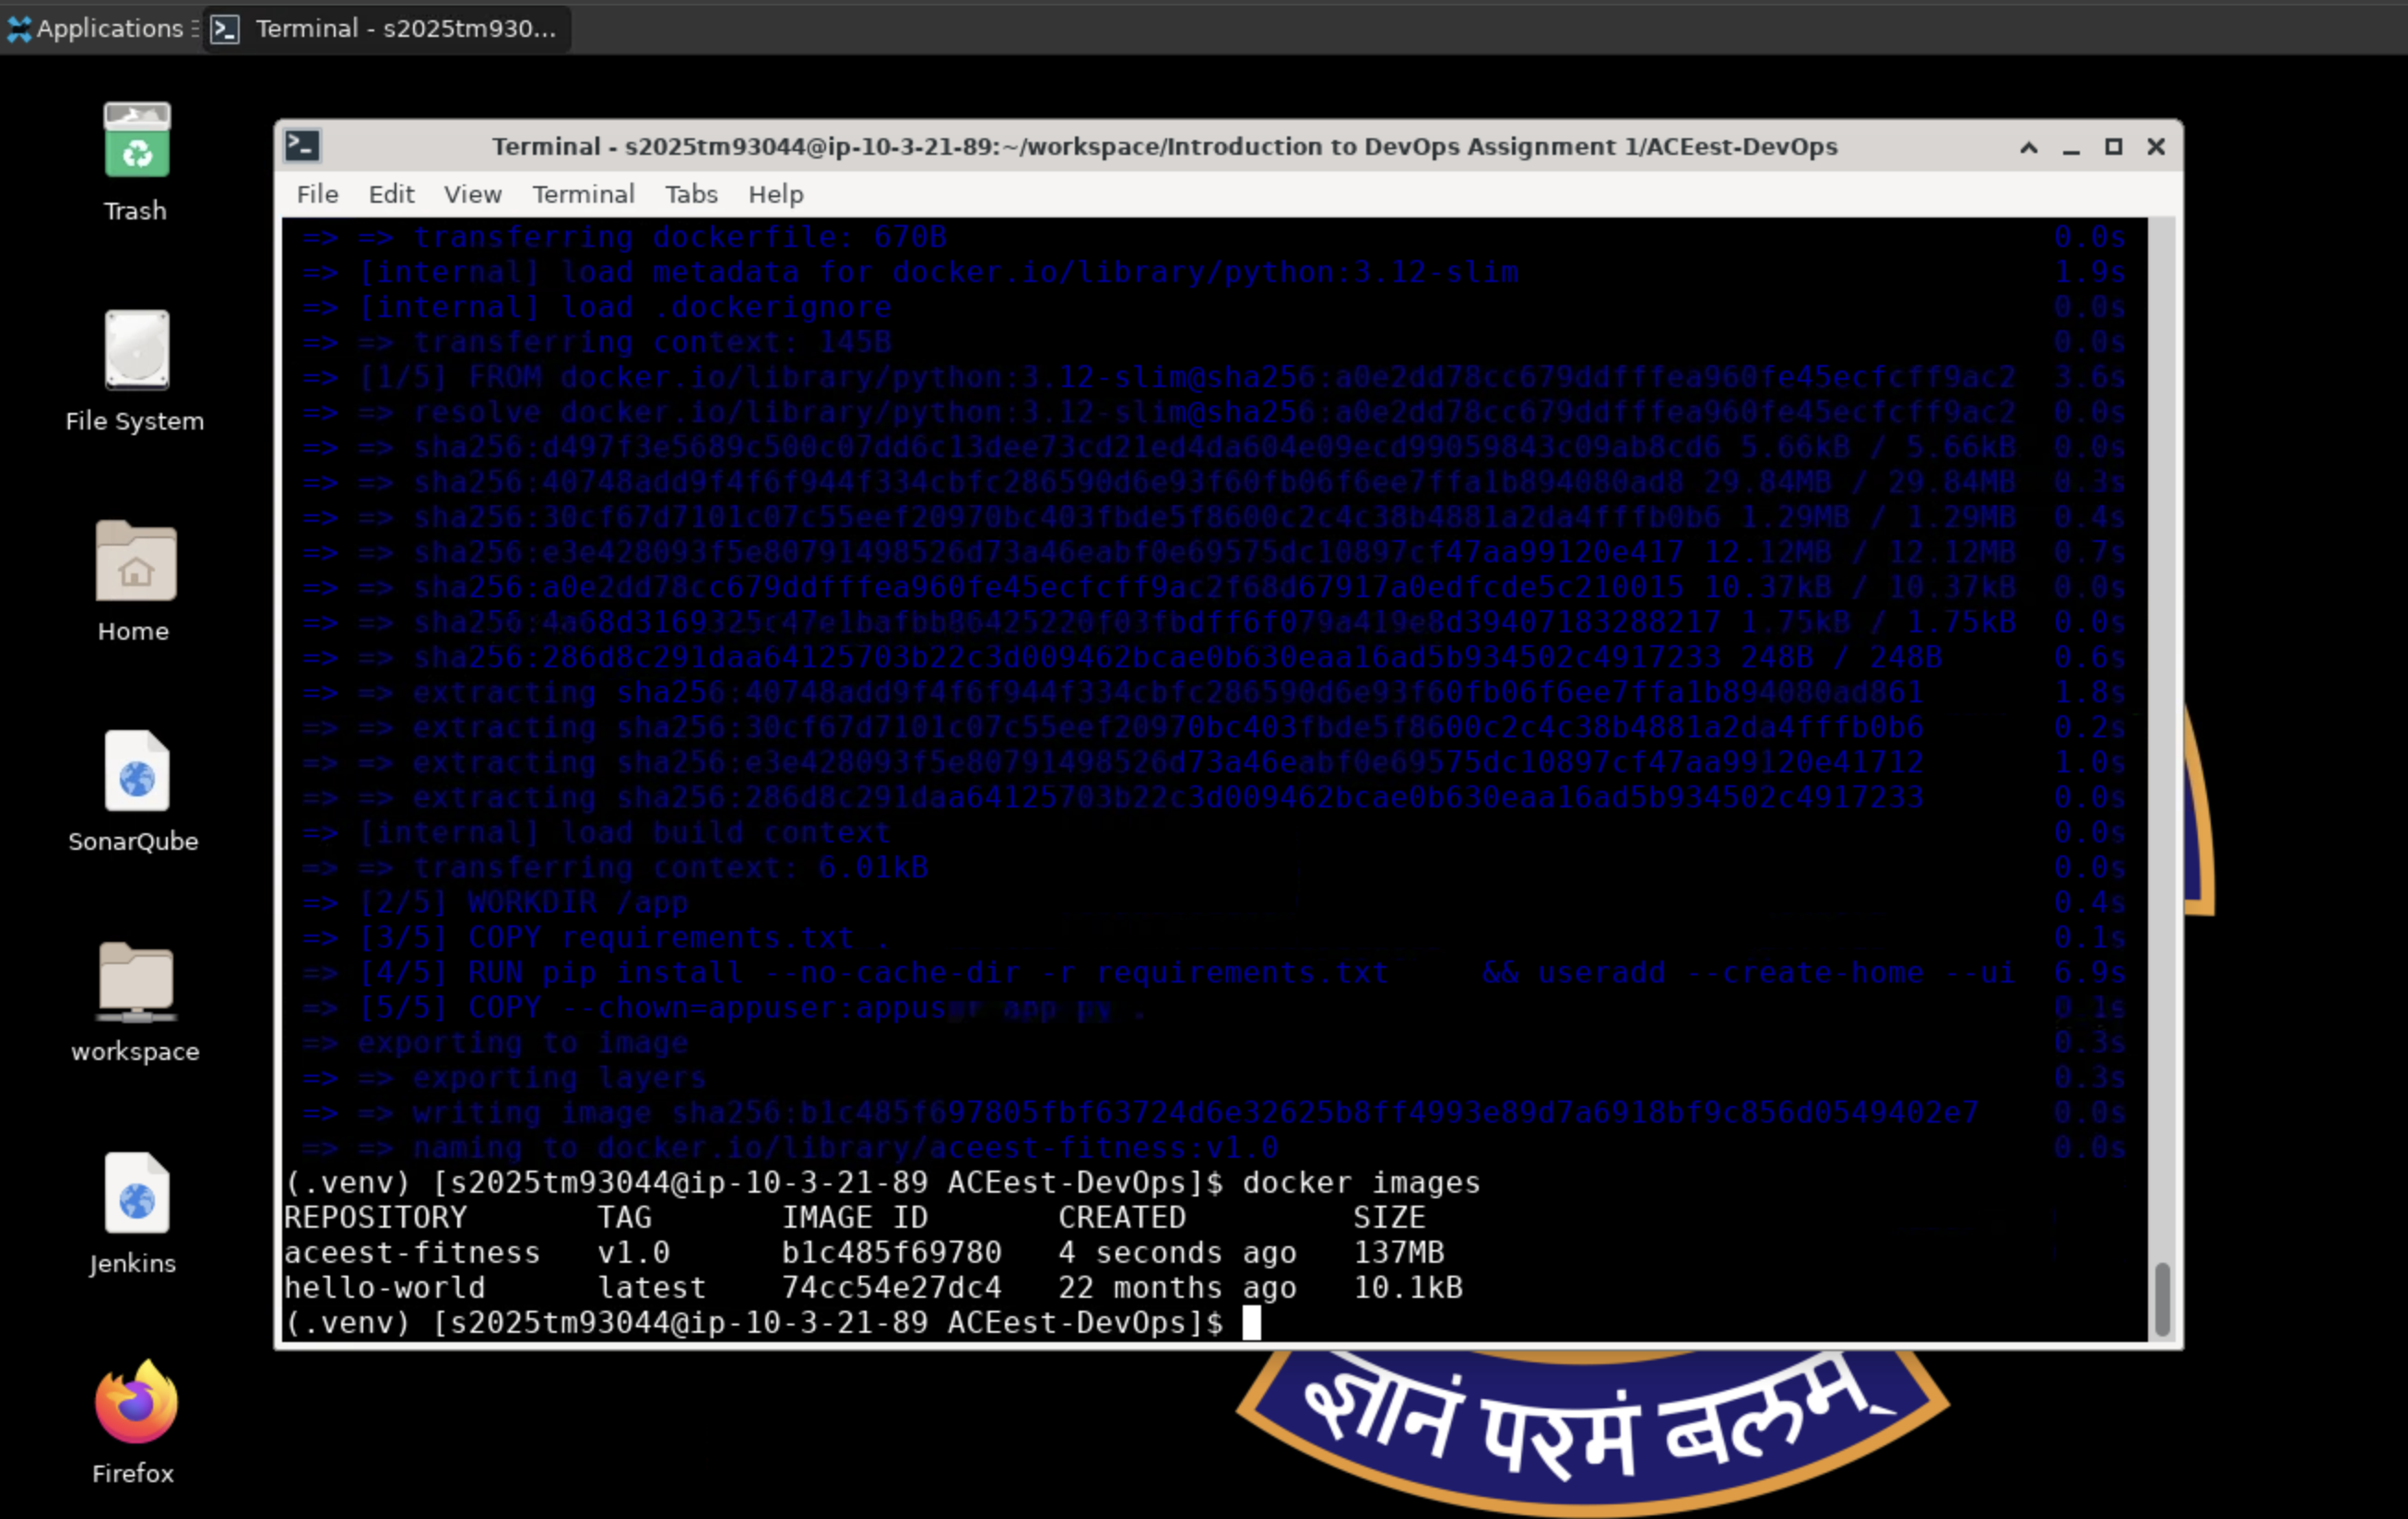 Applications
Terminal - s2025tm930...
Trash
File System
Home
SonarQube
workspace
Jenkins
Firefox
Terminal - s2025tm93044@ip-10-3-21-89:~/workspace/Introduction to DevOps Assignment 1/ACEest-DevOps
File Edit View Terminal Tabs Help
=> => transferring dockerfile: 670B 0.0s
=> [internal] load metadata for docker.io/library/python:3.12-slim 1.9s
=> [internal] load .dockerignore 0.0s
=> => transferring context: 145B 0.0s
=> [1/5] FROM docker.io/library/python:3.12-slim@sha256:a0e2dd78cc679ddfffea960fe45ecfcff9ac2 3.6s
=> => resolve docker.io/library/python:3.12-slim@sha256:a0e2dd78cc679ddfffea960fe45ecfcff9ac2 0.0s
=> => sha256:d497f3e5689c500c07dd6c13dee73cd21ed4da604e09ecd99059843c09ab8cd6 5.66kB / 5.66kB 0.0s
=> => sha256:40748add9f4f6f944f334cbfc286590d6e93f60fb06f6ee7ffa1b894080ad8 29.84MB / 29.84MB 0.3s
=> => sha256:30cf67d7101c07c55eef20970bc403fbde5f8600c2c4c38b4881a2da4fffb0b6 1.29MB / 1.29MB 0.4s
=> => sha256:e3e428093f5e80791498526d73a46eabf0e69575dc10897cf47aa99120e417 12.12MB / 12.12MB 0.7s
=> => sha256:a0e2dd78cc679ddfffea960fe45ecfcff9ac2f68d67917a0edfcde5c210015 10.37kB / 10.37kB 0.0s
=> => sha256:4a68d3169325c47e1bafbb86425220f03fbdff6f079a419e8d39407183288217 1.75kB / 1.75kB 0.0s
=> => sha256:286d8c291daa64125703b22c3d009462bcae0b630eaa16ad5b934502c4917233 248B / 248B 0.6s
=> => extracting sha256:40748add9f4f6f944f334cbfc286590d6e93f60fb06f6ee7ffa1b894080ad861 1.8s
=> => extracting sha256:30cf67d7101c07c55eef20970bc403fbde5f8600c2c4c38b4881a2da4fffb0b6 0.2s
=> => extracting sha256:e3e428093f5e80791498526d73a46eabf0e69575dc10897cf47aa99120e41712 1.0s
=> => extracting sha256:286d8c291daa64125703b22c3d009462bcae0b630eaa16ad5b934502c4917233 0.0s
=> [internal] load build context 0.0s
=> => transferring context: 6.01kB 0.0s
=> [2/5] WORKDIR /app 0.4s
=> [3/5] COPY requirements.txt . 0.1s
=> [4/5] RUN pip install --no-cache-dir -r requirements.txt && useradd --create-home --ui 6.9s
=> [5/5] COPY --chown=appuser:appuser app.py . 0.1s
=> exporting to image 0.3s
=> => exporting layers 0.3s
=> => writing image sha256:b1c485f697805fbf63724d6e32625b8ff4993e89d7a6918bf9c856d0549402e7 0.0s
=> => naming to docker.io/library/aceest-fitness:v1.0 0.0s
(.venv) [s2025tm93044@ip-10-3-21-89 ACEest-DevOps]$ docker images
REPOSITORY TAG IMAGE ID CREATED SIZE
aceest-fitness v1.0 b1c485f69780 4 seconds ago 137MB
hello-world latest 74cc54e27dc4 22 months ago 10.1kB
(.venv) [s2025tm93044@ip-10-3-21-89 ACEest-DevOps]$
ज्ञानं परमं बलम्